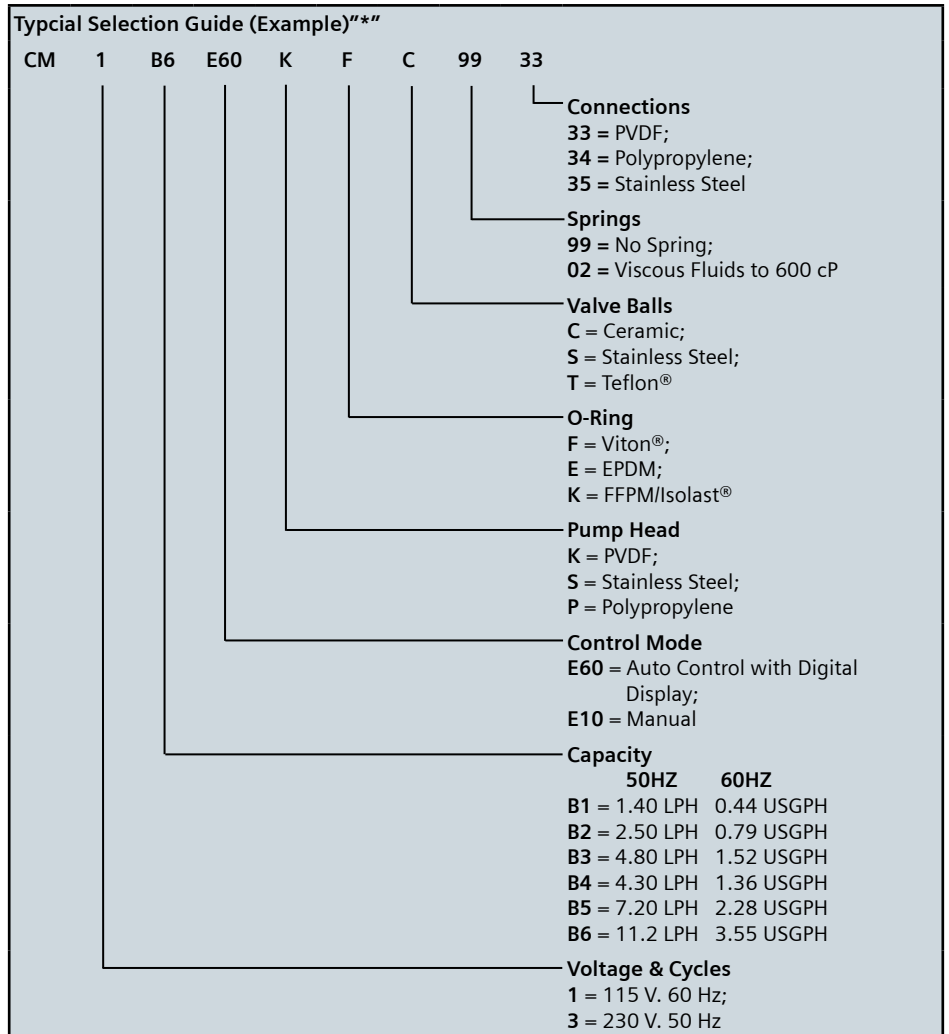 Typcial Selection Guide (Example)"*"
CM 1 B6 E60 K F C 99 33
Connections
33 = PVDF;
34 = Polypropylene;
35 = Stainless Steel
Springs
99 = No Spring;
02 = Viscous Fluids to 600 cP
Valve Balls
C = Ceramic;
S = Stainless Steel;
T = Teflon®
O-Ring
F = Viton®;
E = EPDM;
K = FFPM/Isolast®
Pump Head
K = PVDF;
S = Stainless Steel;
P = Polypropylene
Control Mode
E60 = Auto Control with Digital
Display;
E10 = Manual
Capacity
50HZ 60HZ
B1 = 1.40 LPH 0.44 USGPH
B2 = 2.50 LPH 0.79 USGPH
B3 = 4.80 LPH 1.52 USGPH
B4 = 4.30 LPH 1.36 USGPH
B5 = 7.20 LPH 2.28 USGPH
B6 = 11.2 LPH 3.55 USGPH
Voltage & Cycles
1 = 115 V. 60 Hz;
3 = 230 V. 50 Hz